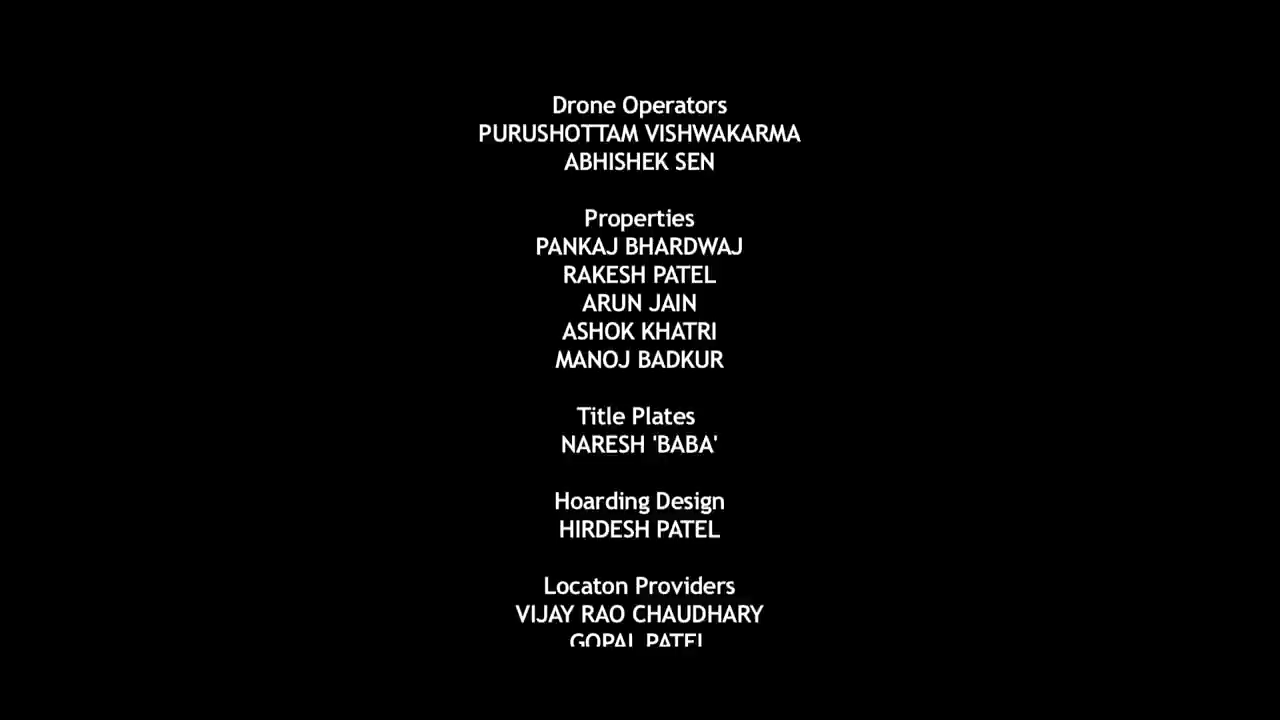 Drone Operators
PURUSHOTTAM VISHWAKARMA
ABHISHEK SEN
Properties
PANKAJ BHARDWAJ
RAKESH PATEL
ARUN JAIN
ASHOK KHATRI
MANOJ BADKUR
Title Plates
NARESH 'BABA'
Hoarding Design
HIRDESH PATEL
Locaton Providers
VIJAY RAO CHAUDHARY
GOPAL PATEL